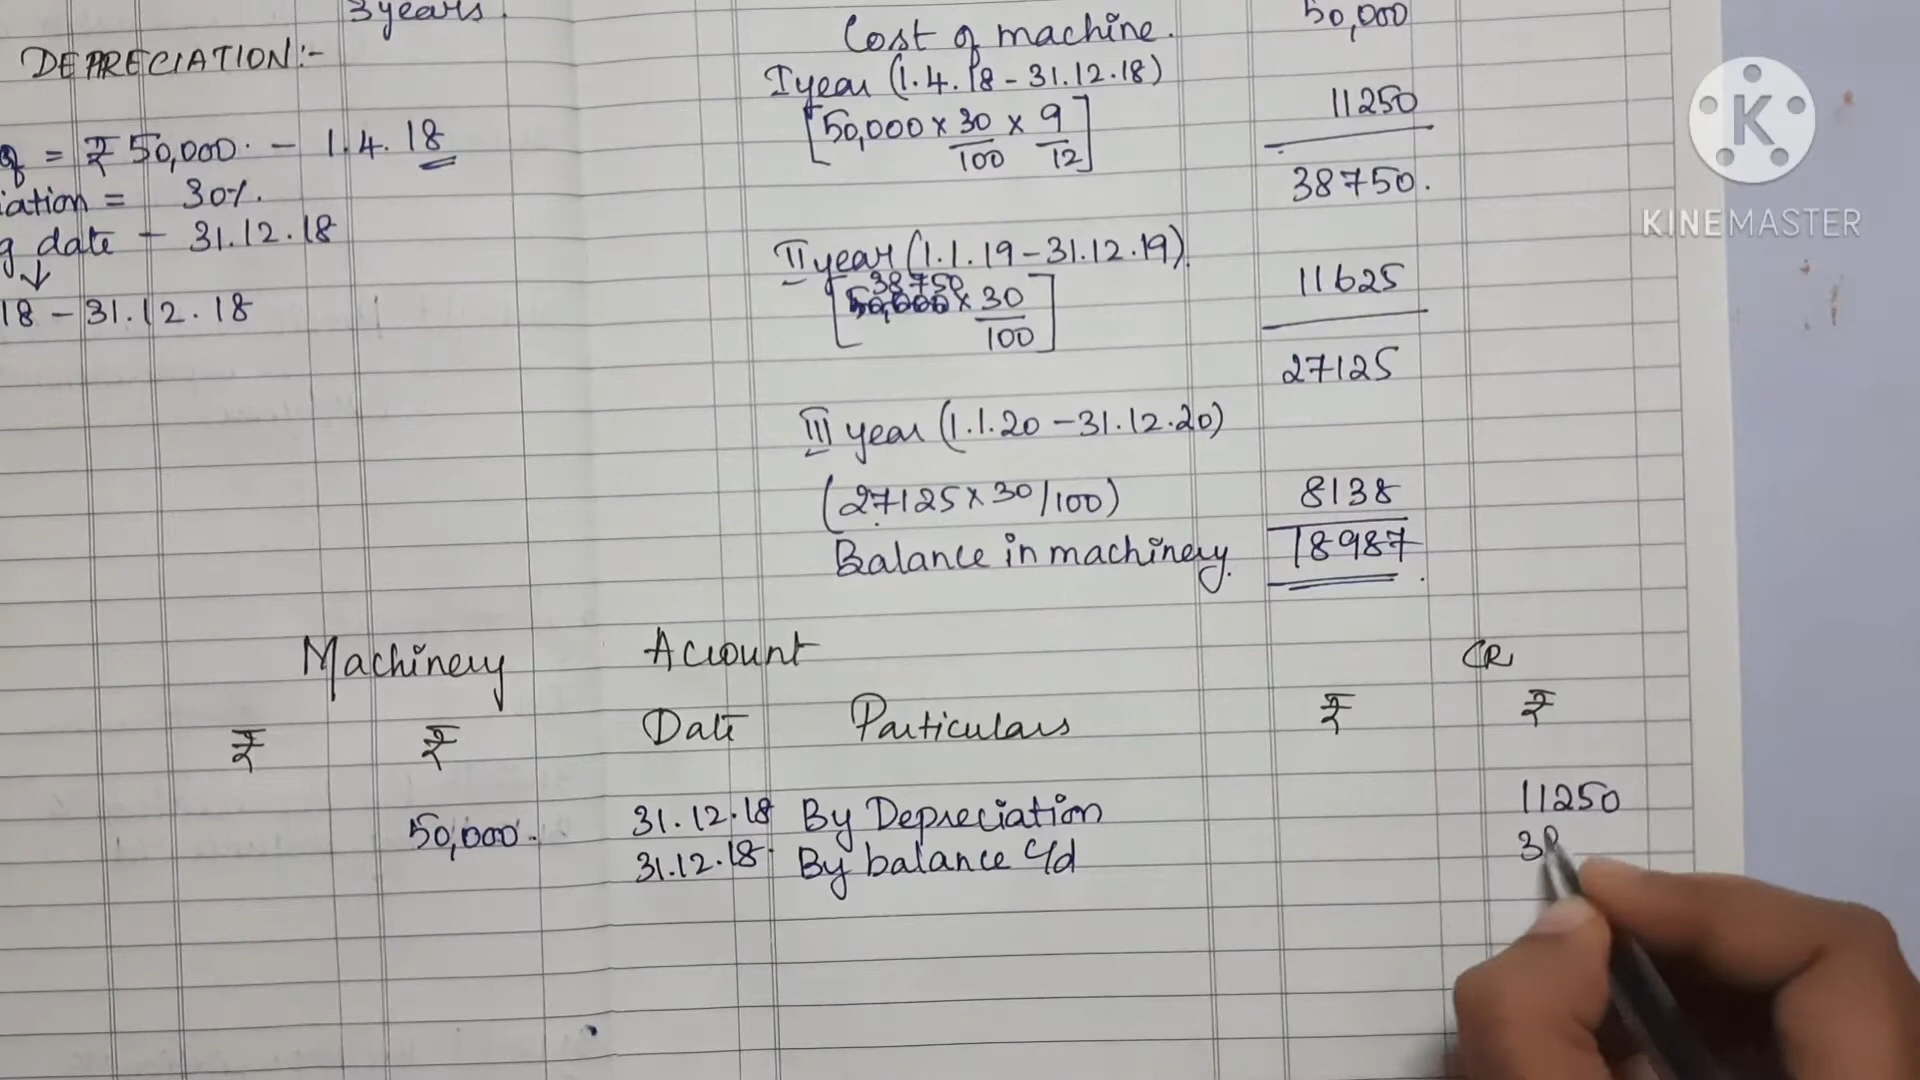 3 years.
DEPRECIATION:-
= ₹ 50,000. - 1.4.18
iation = 30%.
g date - 31.12.18
18 - 31.12.18
Cost of machine. 50,000
I year (1.4.18 - 31.12.18)
[50,000 × 30/100 × 9/12] 11250
38750.
II year (1.1.19 - 31.12.19)
38750
[50,000 × 30/100] 11625
27125
III year (1.1.20 - 31.12.20)
(27125 × 30/100) 8138
Balance in machinery. 18987
Machinery Account CR
₹ ₹ Date Particulars ₹ ₹
50,000. 31.12.18 By Depreciation 11250
31.12.18 By balance c/d 38
K
KINEMASTER